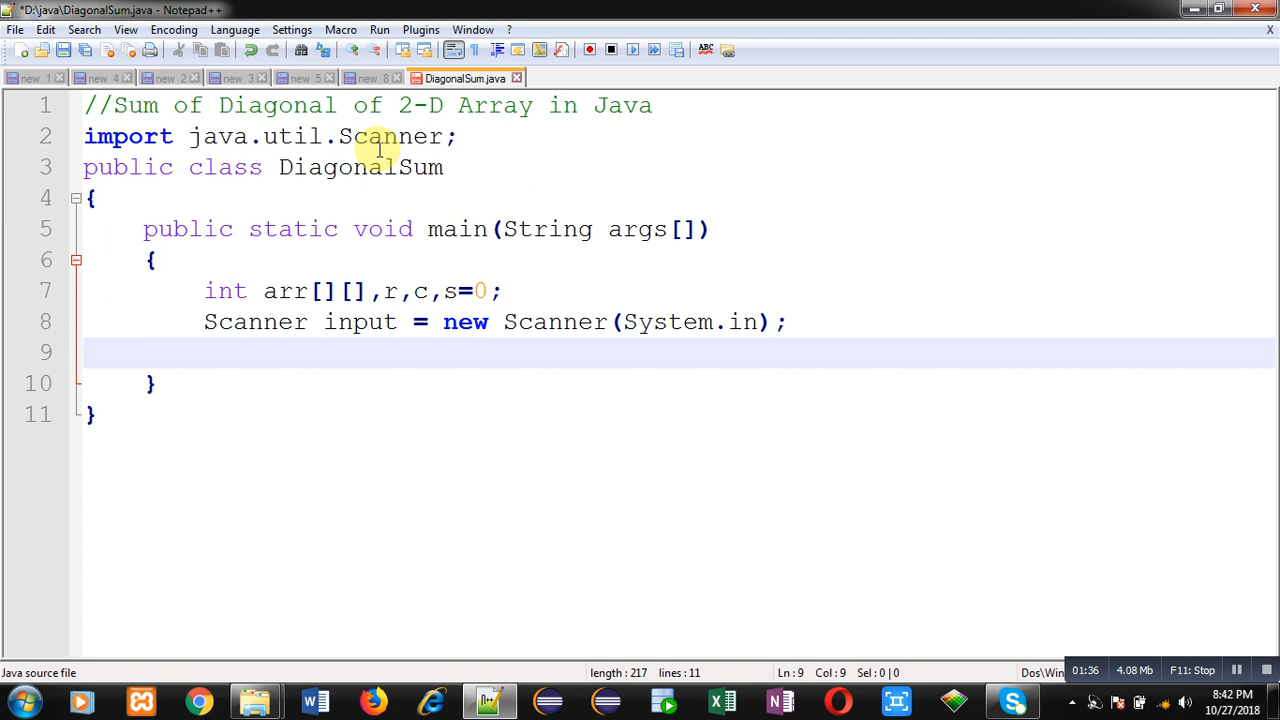 *D:\java\DiagonalSum.java - Notepad++
File Edit Search View Encoding Language Settings Macro Run Plugins Window ? X
new 1 new 4 new 2 new 3 new 5 new 8 DiagonalSum.java
1 //Sum of Diagonal of 2-D Array in Java
2 import java.util.Scanner;
3 public class DiagonalSum
4 {
5 public static void main(String args[])
6 {
7 int arr[][],r,c,s=0;
8 Scanner input = new Scanner(System.in);
9
10 }
11 }
Java source file length : 217 lines : 11 Ln : 9 Col : 9 Sel : 0 | 0 Dos\Win 01:36 4.08 Mb F11: Stop
8:42 PM
10/27/2018